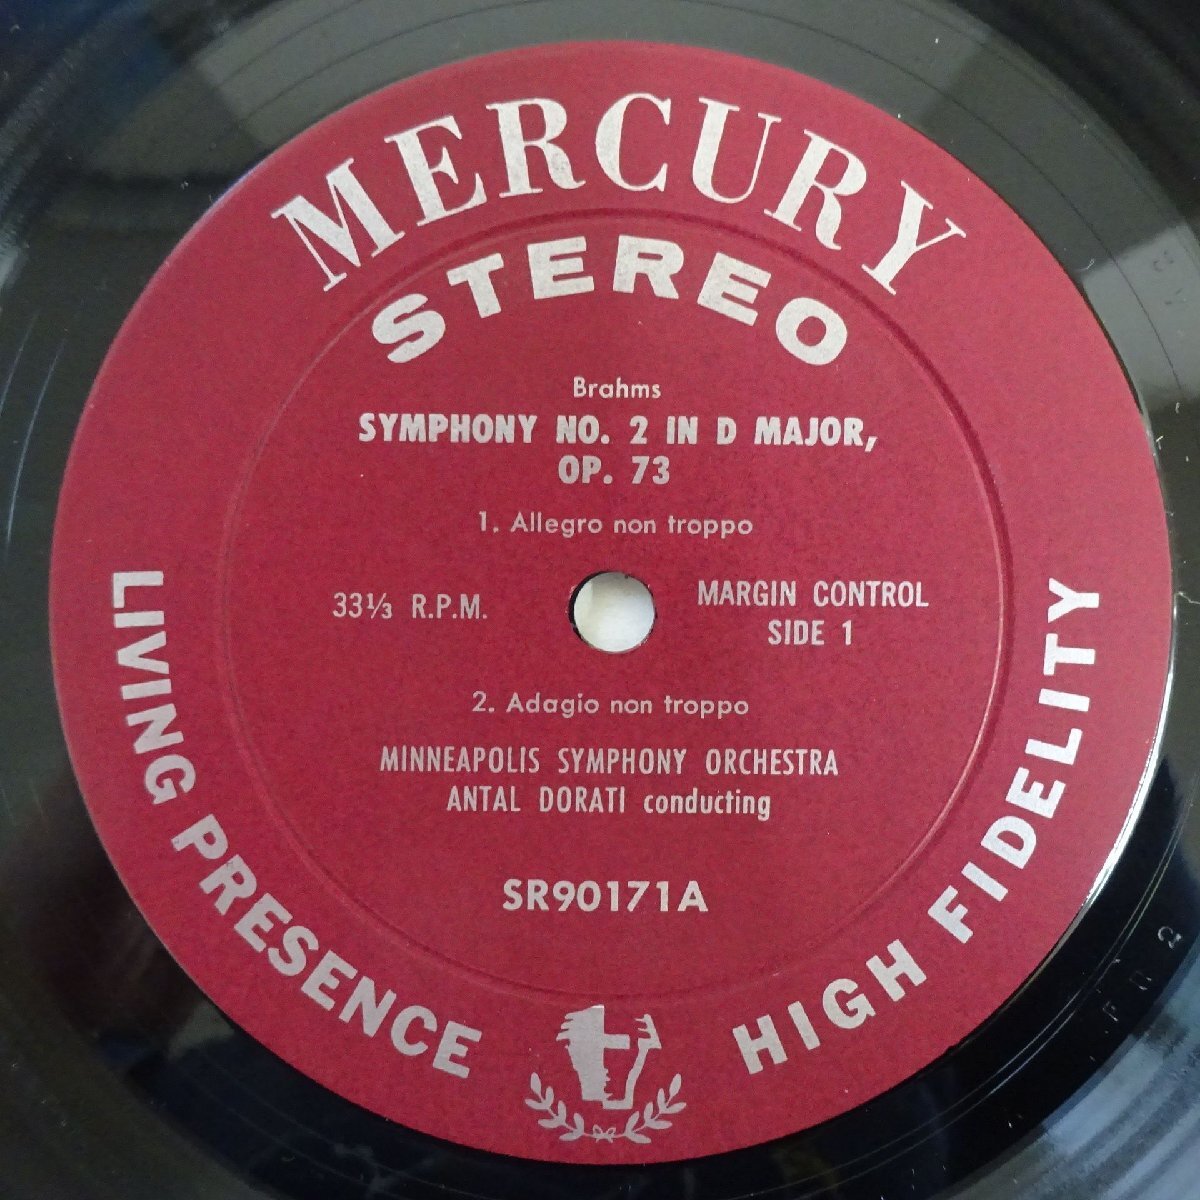 MERCURY
STEREO
Brahms
SYMPHONY NO. 2 IN D MAJOR,
OP. 73
1. Allegro non troppo
33⅓ R.P.M.
MARGIN CONTROL
SIDE 1
2. Adagio non troppo
MINNEAPOLIS SYMPHONY ORCHESTRA
ANTAL DORATI conducting
SR90171A
LIVING PRESENCE
HIGH FIDELITY